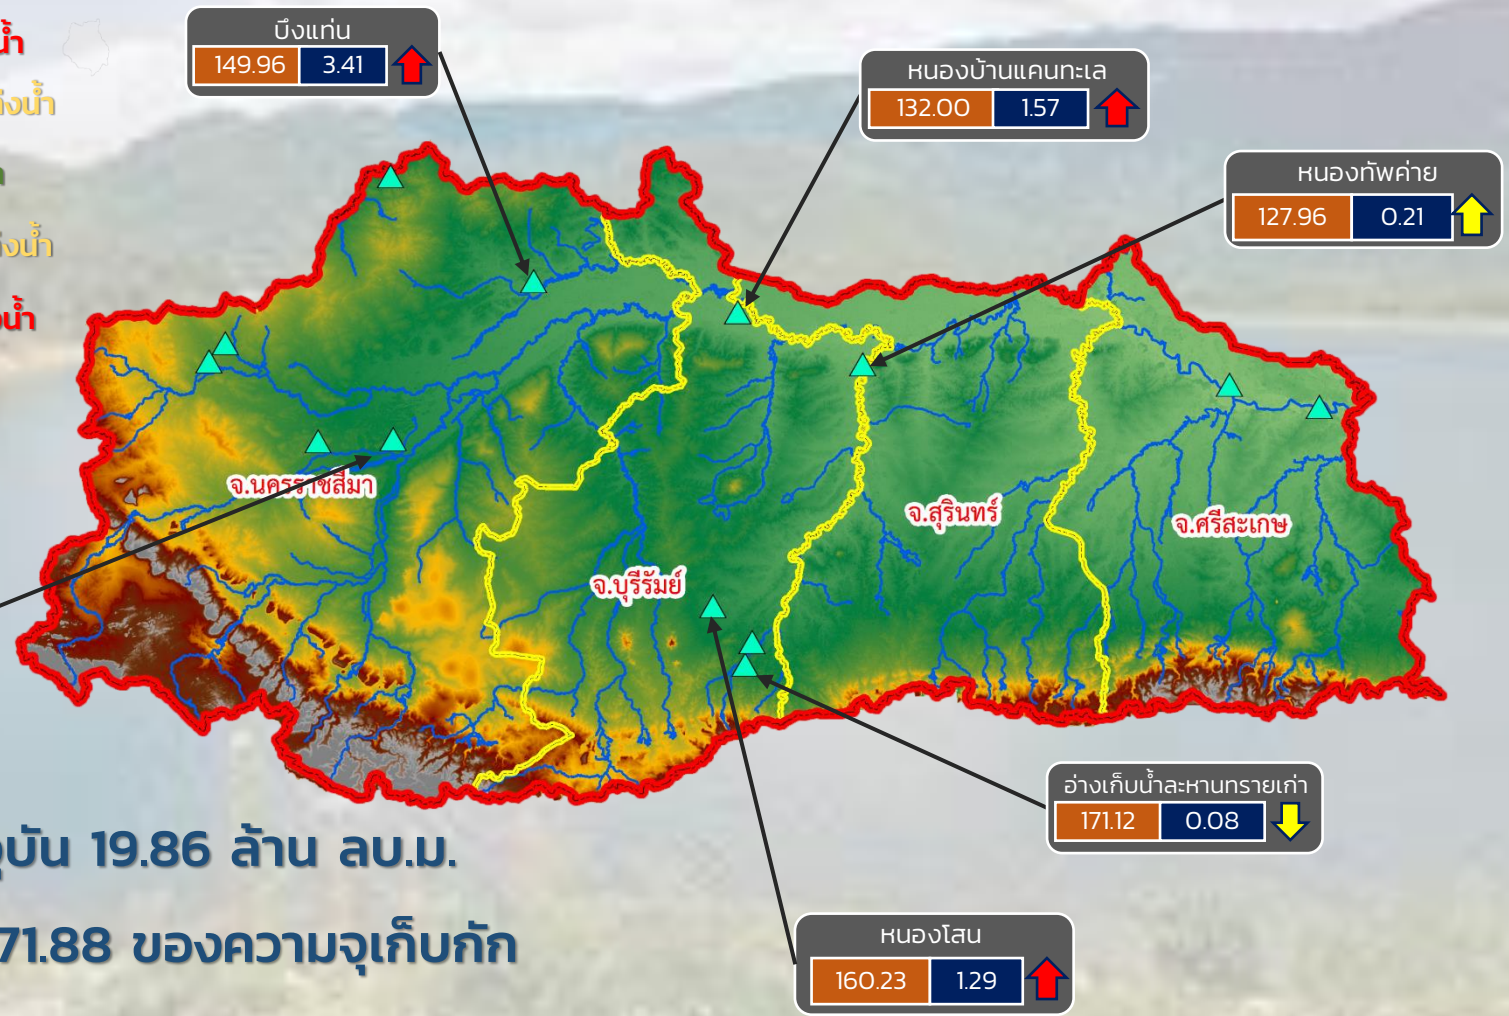 น้ำ
บึงแท่น
149.96 3.41
หนองบ้านแคนทะเล
132.00 1.57
หนองทัพค่าย
127.96 0.21
จ.นครราชสีมา
จ.บุรีรัมย์
จ.สุรินทร์
จ.ศรีสะเกษ
อ่างเก็บน้ำละหานทรายเก่า
171.12 0.08
หนองโสน
160.23 1.29
19.86 ล้าน ลบ.ม.
71.88 ของความจุเก็บกัก